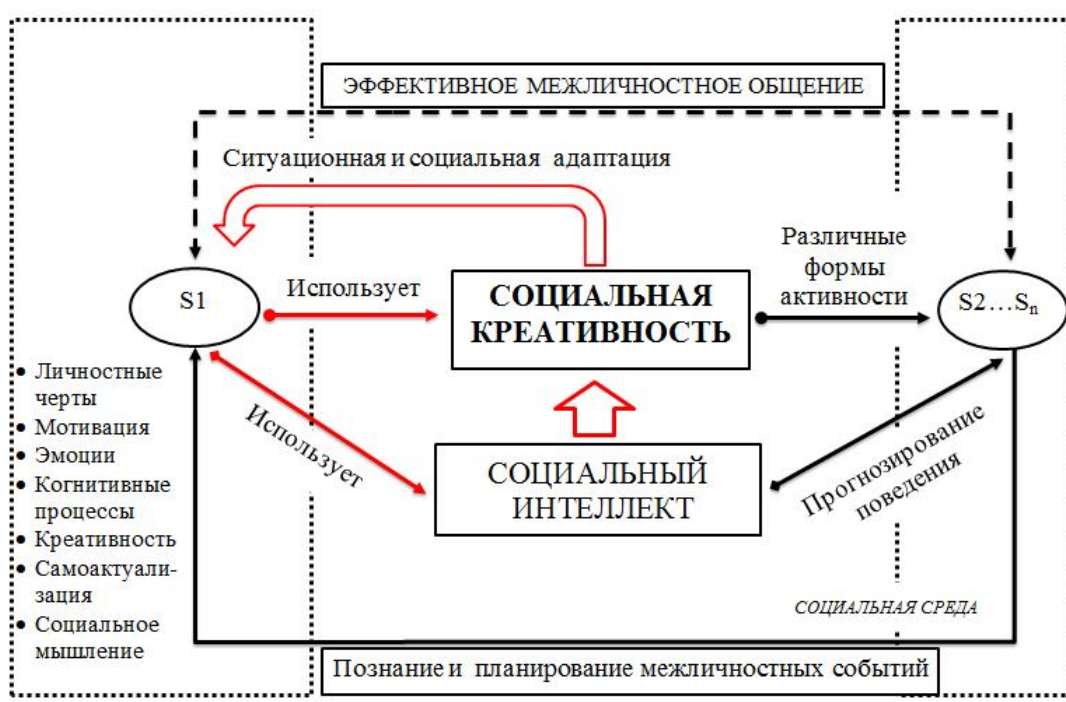 ЭФФЕКТИВНОЕ МЕЖЛИЧНОСТНОЕ ОБЩЕНИЕ
Ситуационная и социальная адаптация
Различные
формы
активности
S1
Использует
СОЦИАЛЬНАЯ
КРЕАТИВНОСТЬ
S2…Sn
• Личностные
черты
• Мотивация
• Эмоции
• Когнитивные
процессы
• Креативность
• Самоактуали-
зация
• Социальное
мышление
Использует
СОЦИАЛЬНЫЙ
ИНТЕЛЛЕКТ
Прогнозирование
поведения
СОЦИАЛЬНАЯ СРЕДА
Познание и планирование межличностных событий